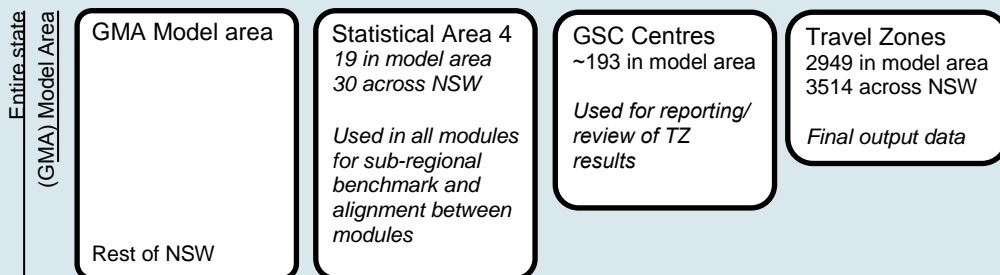 Entire state
(GMA) Model Area
GMA Model area
Rest of NSW
Statistical Area 4
19 in model area
30 across NSW
Used in all modules
for sub-regional
benchmark and
alignment between
modules
GSC Centres
~193 in model area
Used for reporting/
review of TZ
results
Travel Zones
2949 in model area
3514 across NSW
Final output data